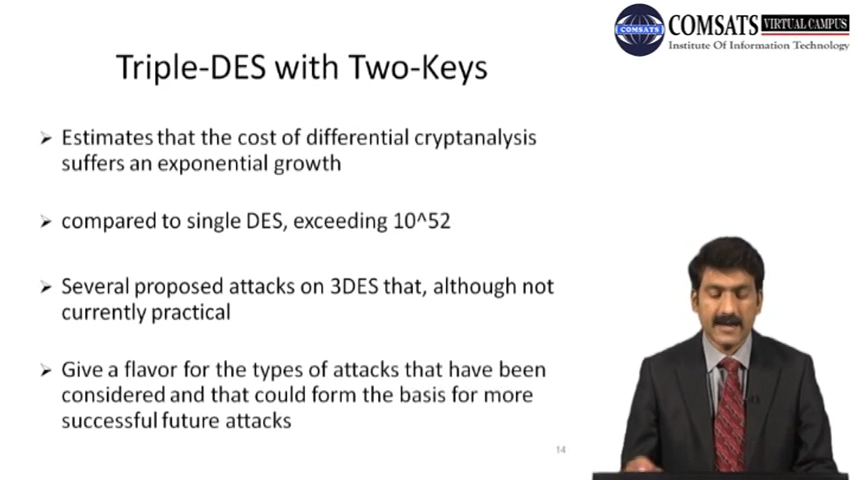 COMSATS
COMSATS VIRTUAL CAMPUS
Institute Of Information Technology
Triple-DES with Two-Keys
Estimates that the cost of differential cryptanalysis
suffers an exponential growth
compared to single DES, exceeding 10^52
Several proposed attacks on 3DES that, although not
currently practical
Give a flavor for the types of attacks that have been
considered and that could form the basis for more
successful future attacks
14